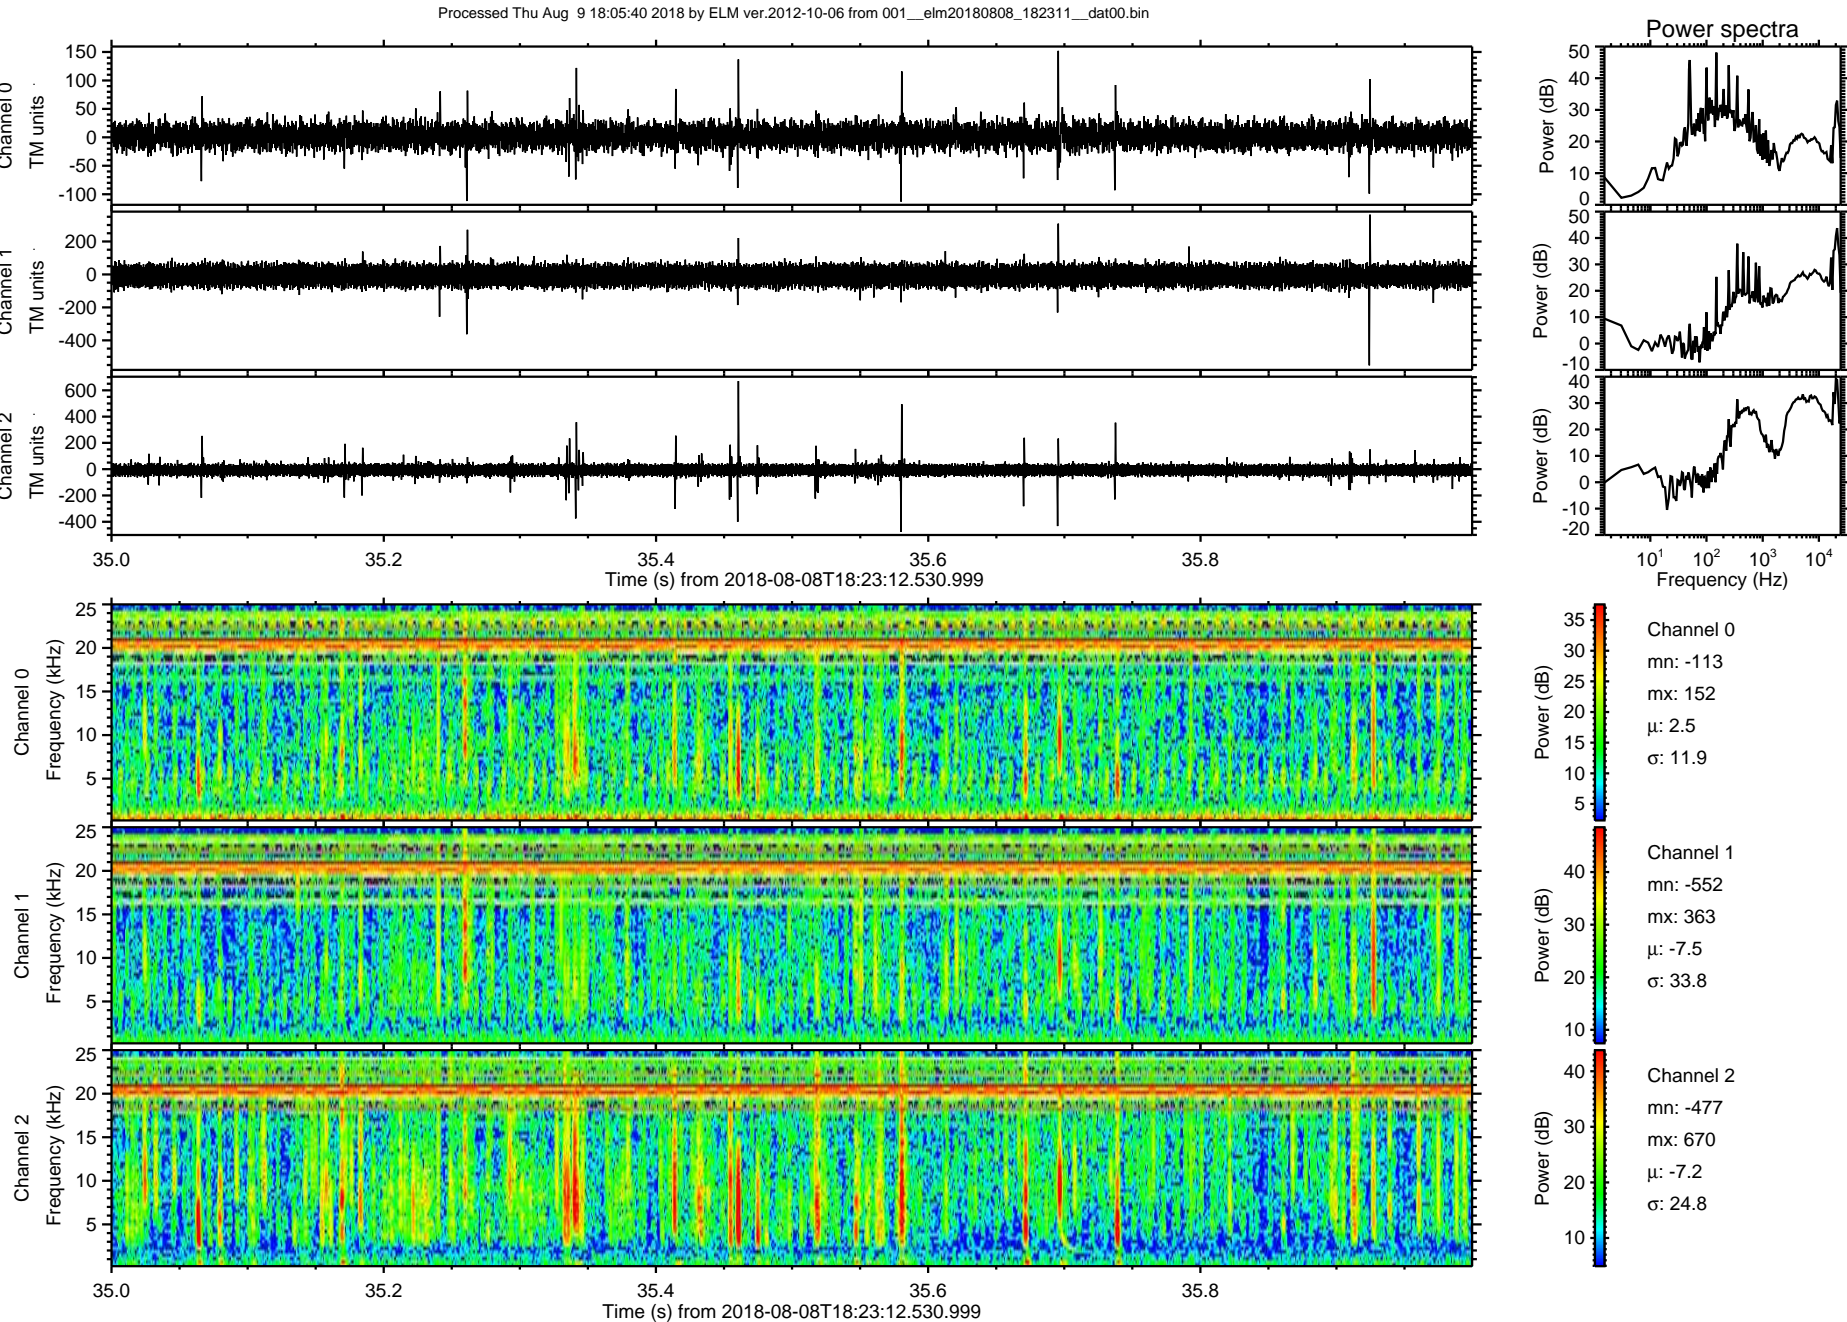 Processed Thu Aug 9 18:05:40 2018 by ELM ver.2012-10-06 from 001__elm20180808_182311__dat00.bin
Power spectra
Channel 0
TM units
150
100
50
0
-50
-100
Power (dB)
50
40
30
20
10
0
Channel 1
TM units
200
0
-200
-400
Power (dB)
50
40
30
20
10
0
-10
Channel 2
TM units
600
400
200
0
-200
-400
Power (dB)
40
30
20
10
0
-10
-20
35.0 35.2 35.4 35.6 35.8
Time (s) from 2018-08-08T18:23:12.530.999
10^1 10^2 10^3 10^4
Frequency (Hz)
Channel 0
Frequency (kHz)
25
20
15
10
5
Power (dB)
35
30
25
20
15
10
5
Channel 0
mn: -113
mx: 152
μ: 2.5
σ: 11.9
Channel 1
Frequency (kHz)
25
20
15
10
5
Power (dB)
40
30
20
10
Channel 1
mn: -552
mx: 363
μ: -7.5
σ: 33.8
Channel 2
Frequency (kHz)
25
20
15
10
5
Power (dB)
40
30
20
10
Channel 2
mn: -477
mx: 670
μ: -7.2
σ: 24.8
35.0 35.2 35.4 35.6 35.8
Time (s) from 2018-08-08T18:23:12.530.999